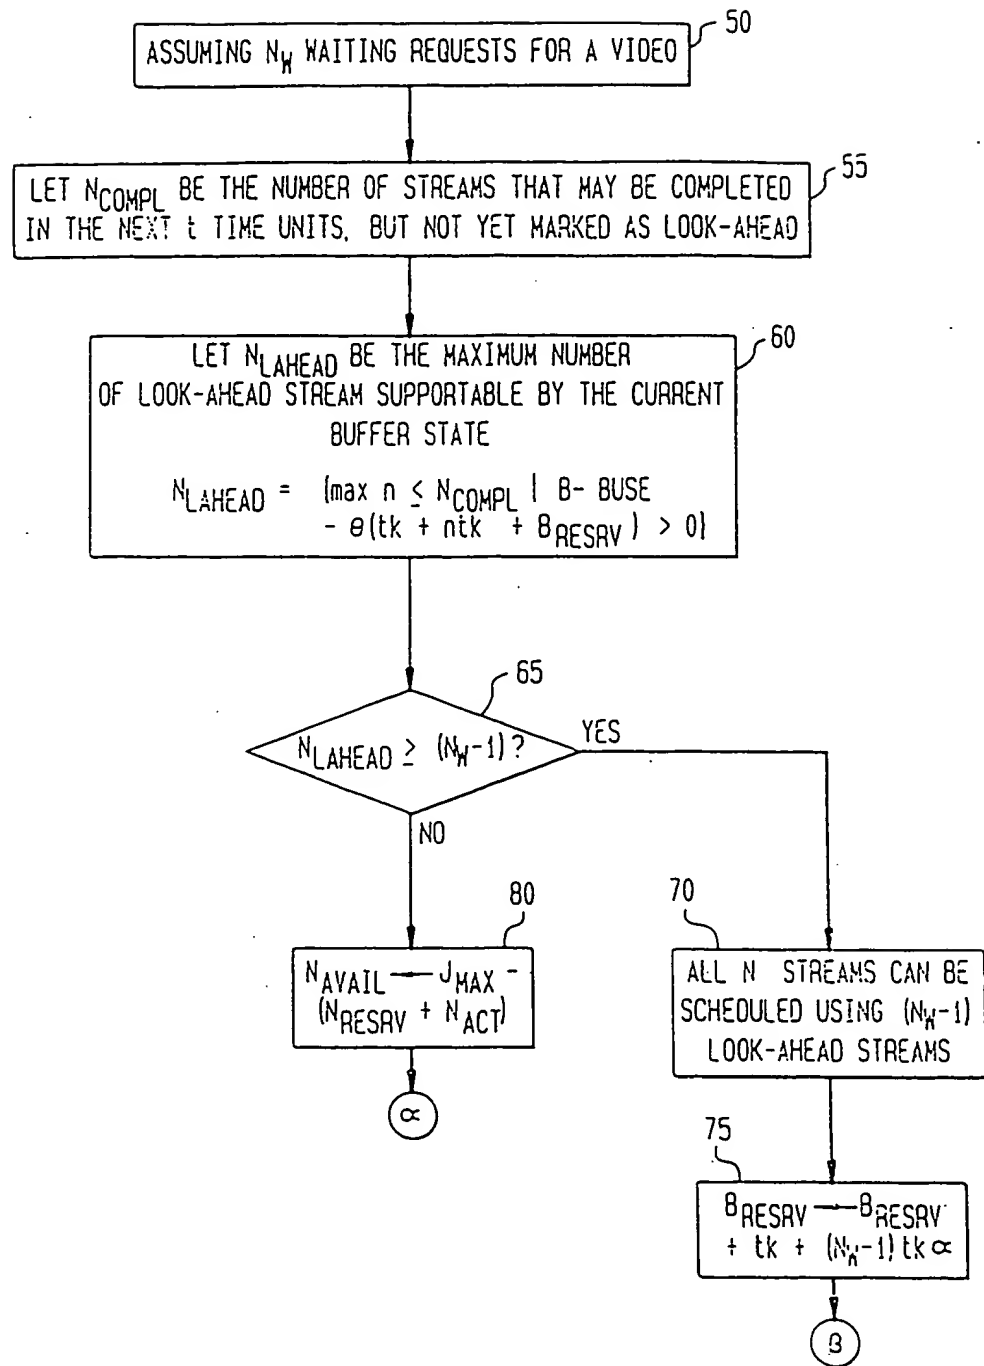 50
ASSUMING N_W WAITING REQUESTS FOR A VIDEO
55
LET N_COMPL BE THE NUMBER OF STREAMS THAT MAY BE COMPLETED
IN THE NEXT t TIME UNITS, BUT NOT YET MARKED AS LOOK-AHEAD
60
LET N_LAHEAD BE THE MAXIMUM NUMBER
OF LOOK-AHEAD STREAM SUPPORTABLE BY THE CURRENT
BUFFER STATE
N_LAHEAD = (max n ≤ N_COMPL | B- BUSE
- θ(tk + ntk + B_RESRV) > 0)
65
N_LAHEAD ≥ (N_W-1)?
YES
NO
80
N_AVAIL ← J_MAX -
(N_RESRV + N_ACT)
∝
70
ALL N STREAMS CAN BE
SCHEDULED USING (N_W-1)
LOOK-AHEAD STREAMS
75
B_RESRV ← B_RESRV
+ tk + (N_W-1) tk ∝
β